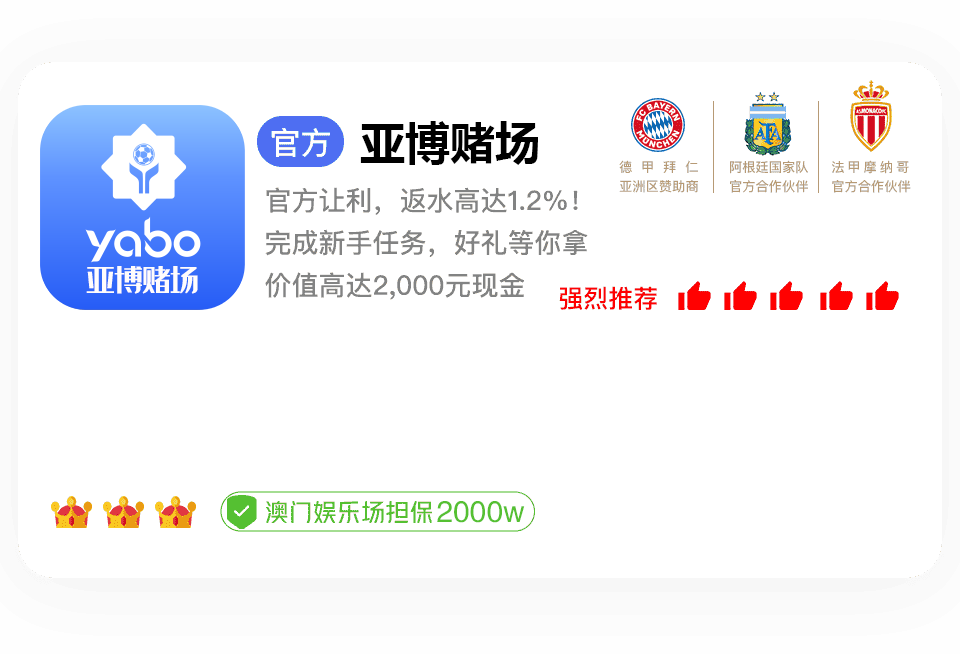 官方 亚博赌场
官方让利，返水高达1.2%！
完成新手任务，好礼等你拿
价值高达2,000元现金
yabo
亚博赌场
FC BAYERN
MÜNCHEN
德甲拜仁
亚洲区赞助商
AFA
阿根廷国家队
官方合作伙伴
AS MONACO FC
法甲摩纳哥
官方合作伙伴
强烈推荐
澳门娱乐场担保2000w